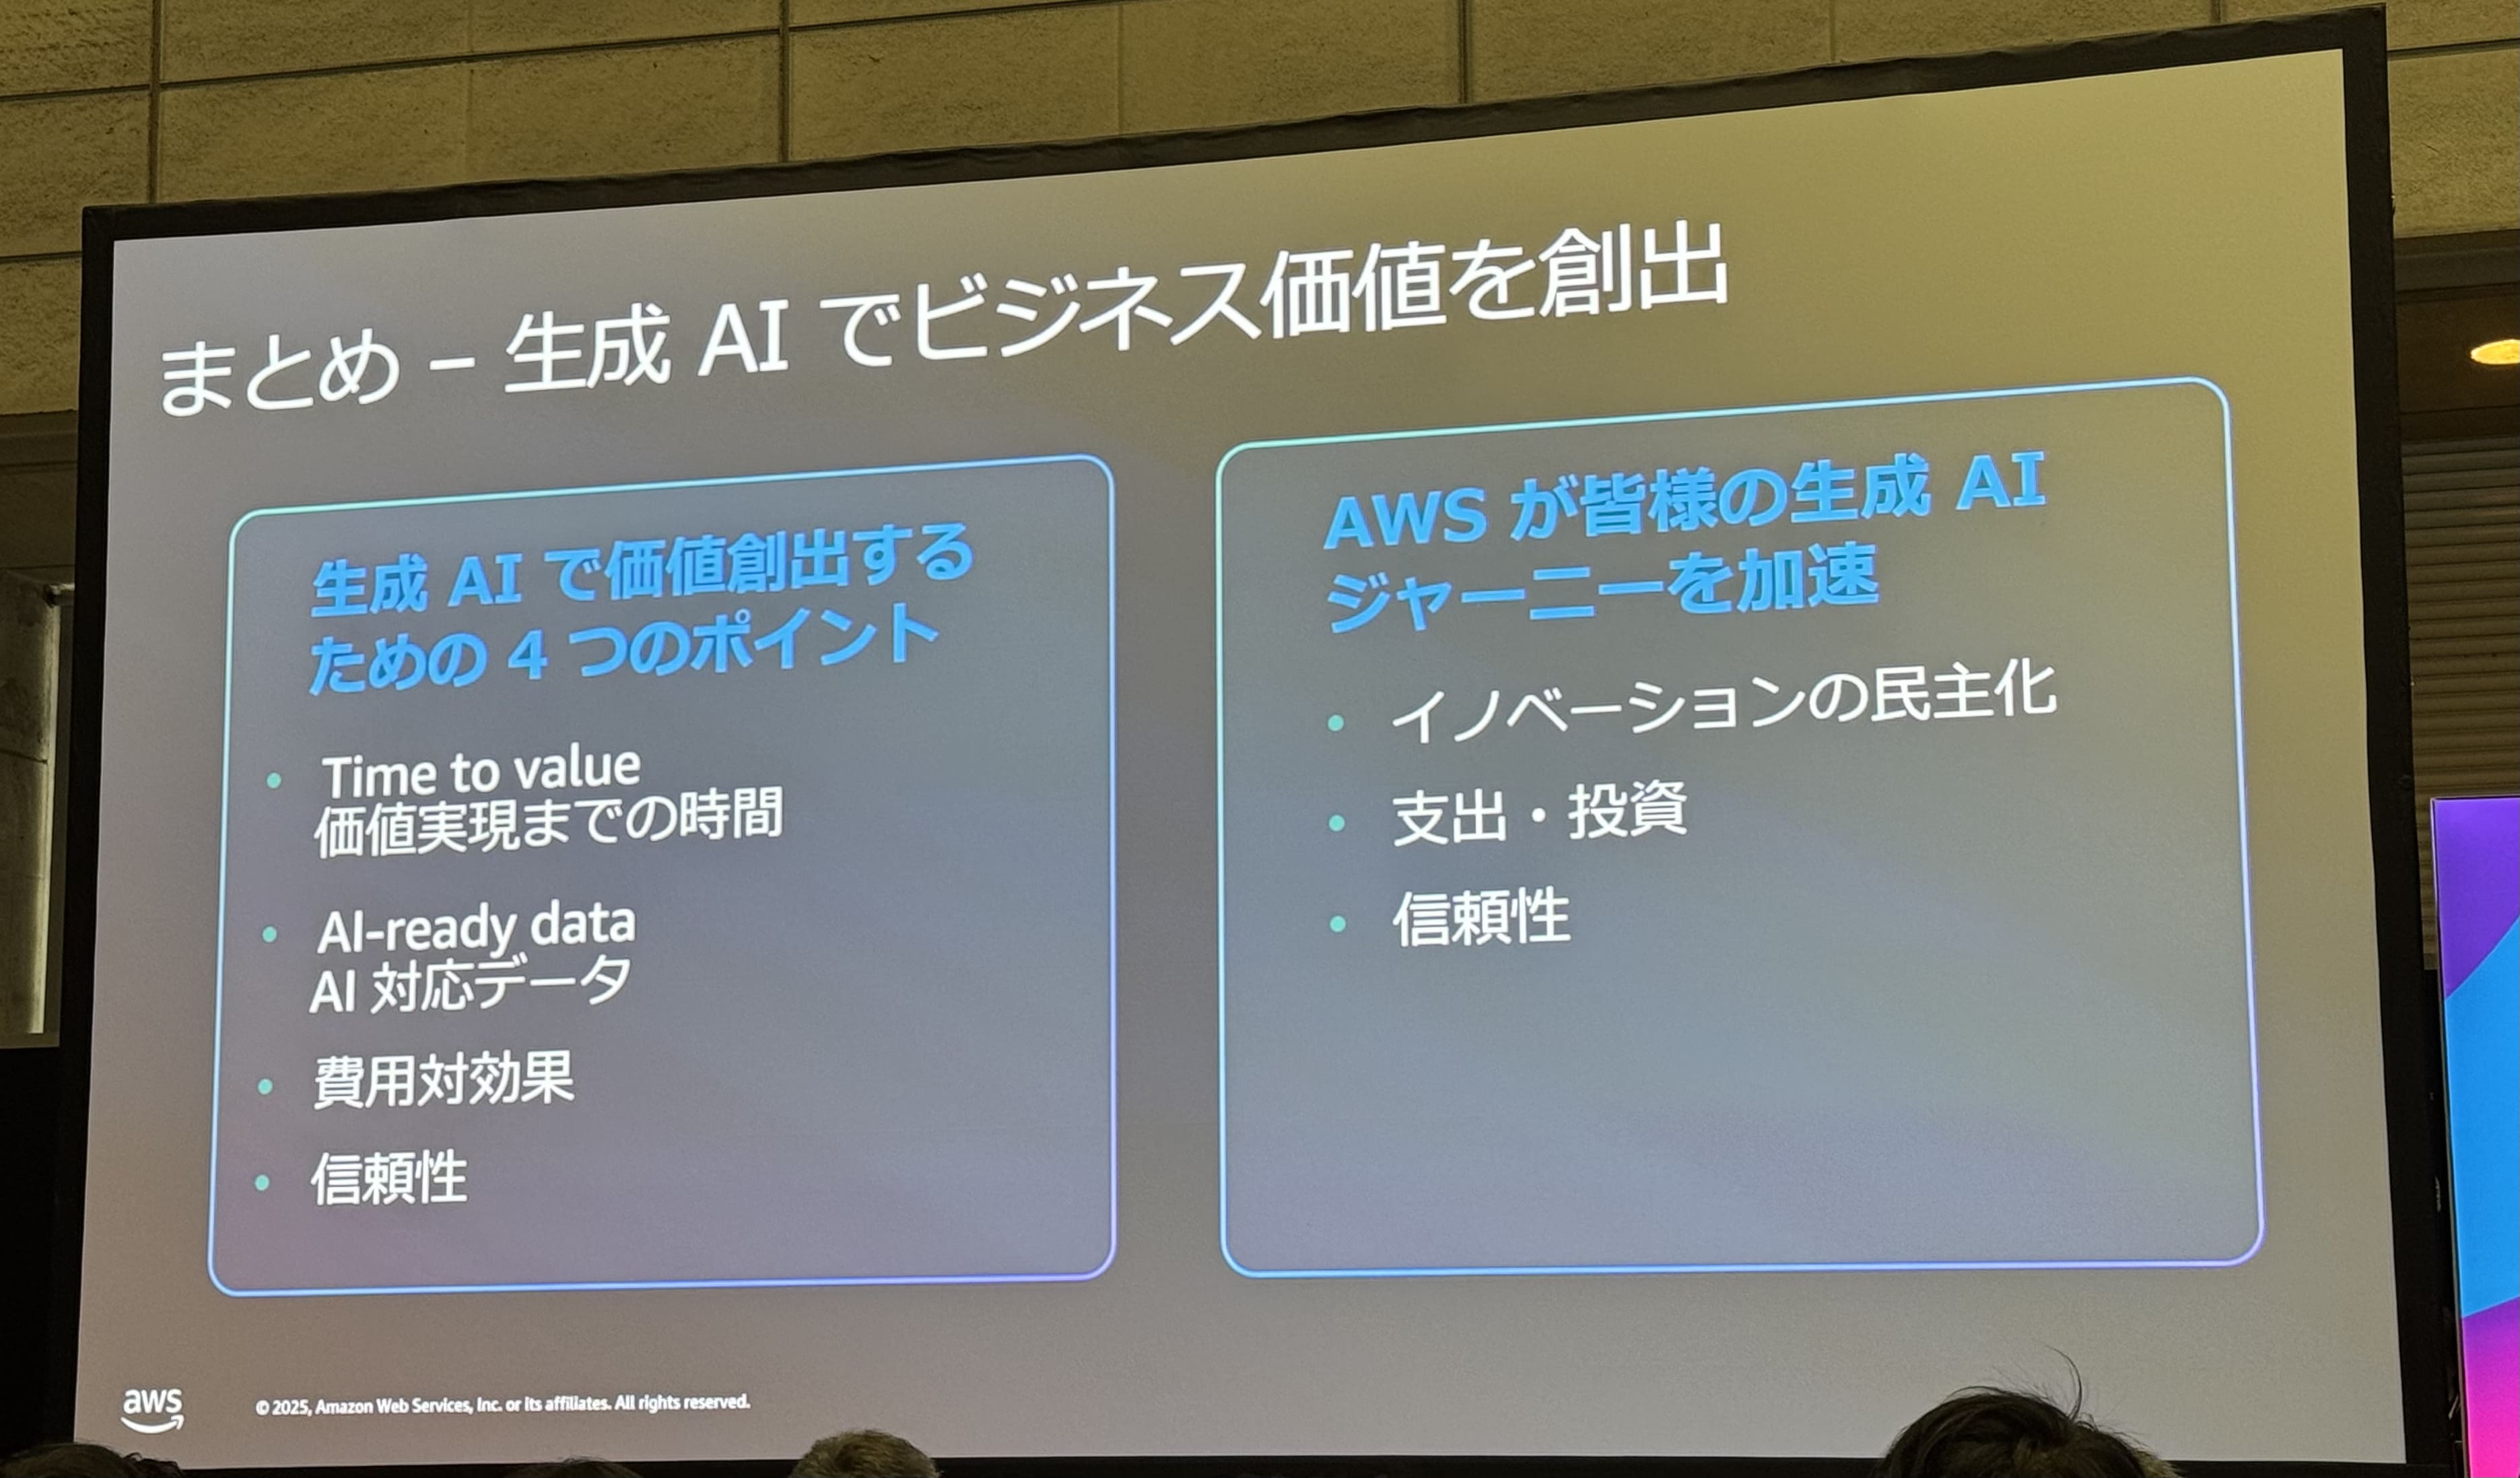 まとめ – 生成 AI でビジネス価値を創出
生成 AI で価値創出する
ための 4 つのポイント
• Time to value
価値実現までの時間
• AI-ready data
AI 対応データ
• 費用対効果
• 信頼性
AWS が皆様の生成 AI
ジャーニーを加速
• イノベーションの民主化
• 支出・投資
• 信頼性
aws
© 2025, Amazon Web Services, Inc. or its affiliates. All rights reserved.